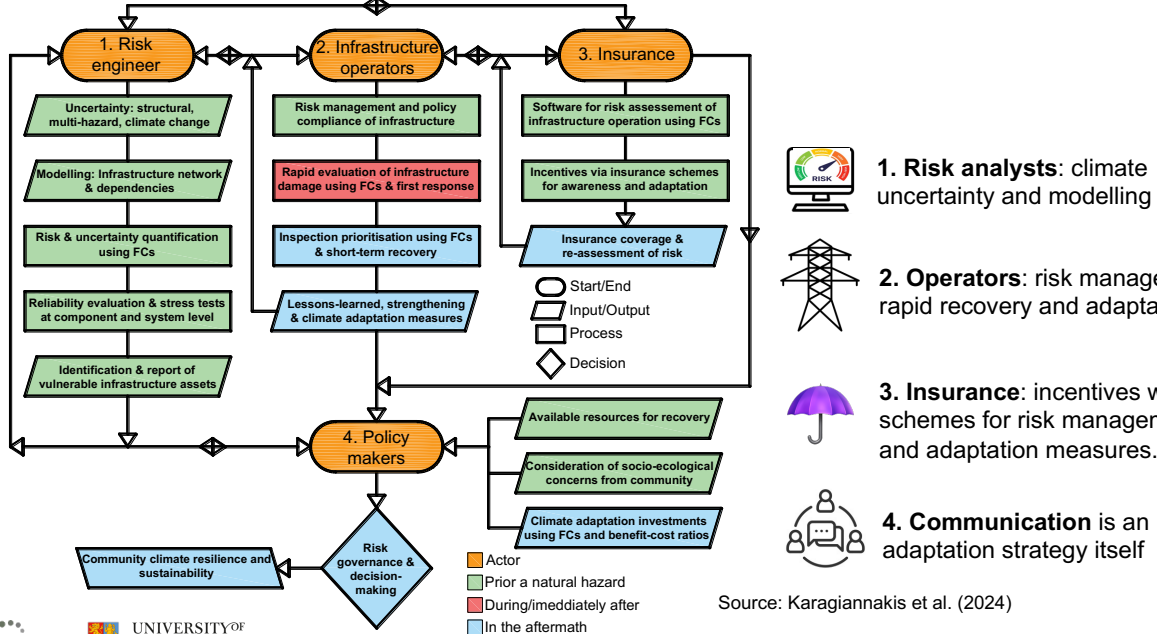 1. Risk
engineer
2. Infrastructure
operators
3. Insurance
Uncertainty: structural,
multi-hazard, climate change
Modelling: Infrastructure network
& dependencies
Risk & uncertainty quantification
using FCs
Reliability evaluation & stress tests
at component and system level
Identification & report of
vulnerable infrastructure assets
Risk management and policy
compliance of infrastructure
Rapid evaluation of infrastructure
damage using FCs & first response
Inspection prioritisation using FCs
& short-term recovery
Lessons-learned, strengthening
& climate adaptation measures
Software for risk assessement of
infrastructure operation using FCs
Incentives via insurance schemes
for awareness and adaptation
Insurance coverage &
re-assessment of risk
Start/End
Input/Output
Process
Decision
4. Policy
makers
Available resources for recovery
Consideration of socio-ecological
concerns from community
Climate adaptation investments
using FCs and benefit-cost ratios
Risk
governance &
decision-
making
Community climate resilience and
sustainability
Actor
Prior a natural hazard
During/imeddiately after
In the aftermath
RISK
1. Risk analysts: climate
uncertainty and modelling
2. Operators: risk manage
rapid recovery and adapta
3. Insurance: incentives w
schemes for risk managem
and adaptation measures.
4. Communication is an
adaptation strategy itself
Source: Karagiannakis et al. (2024)
UNIVERSITY OF